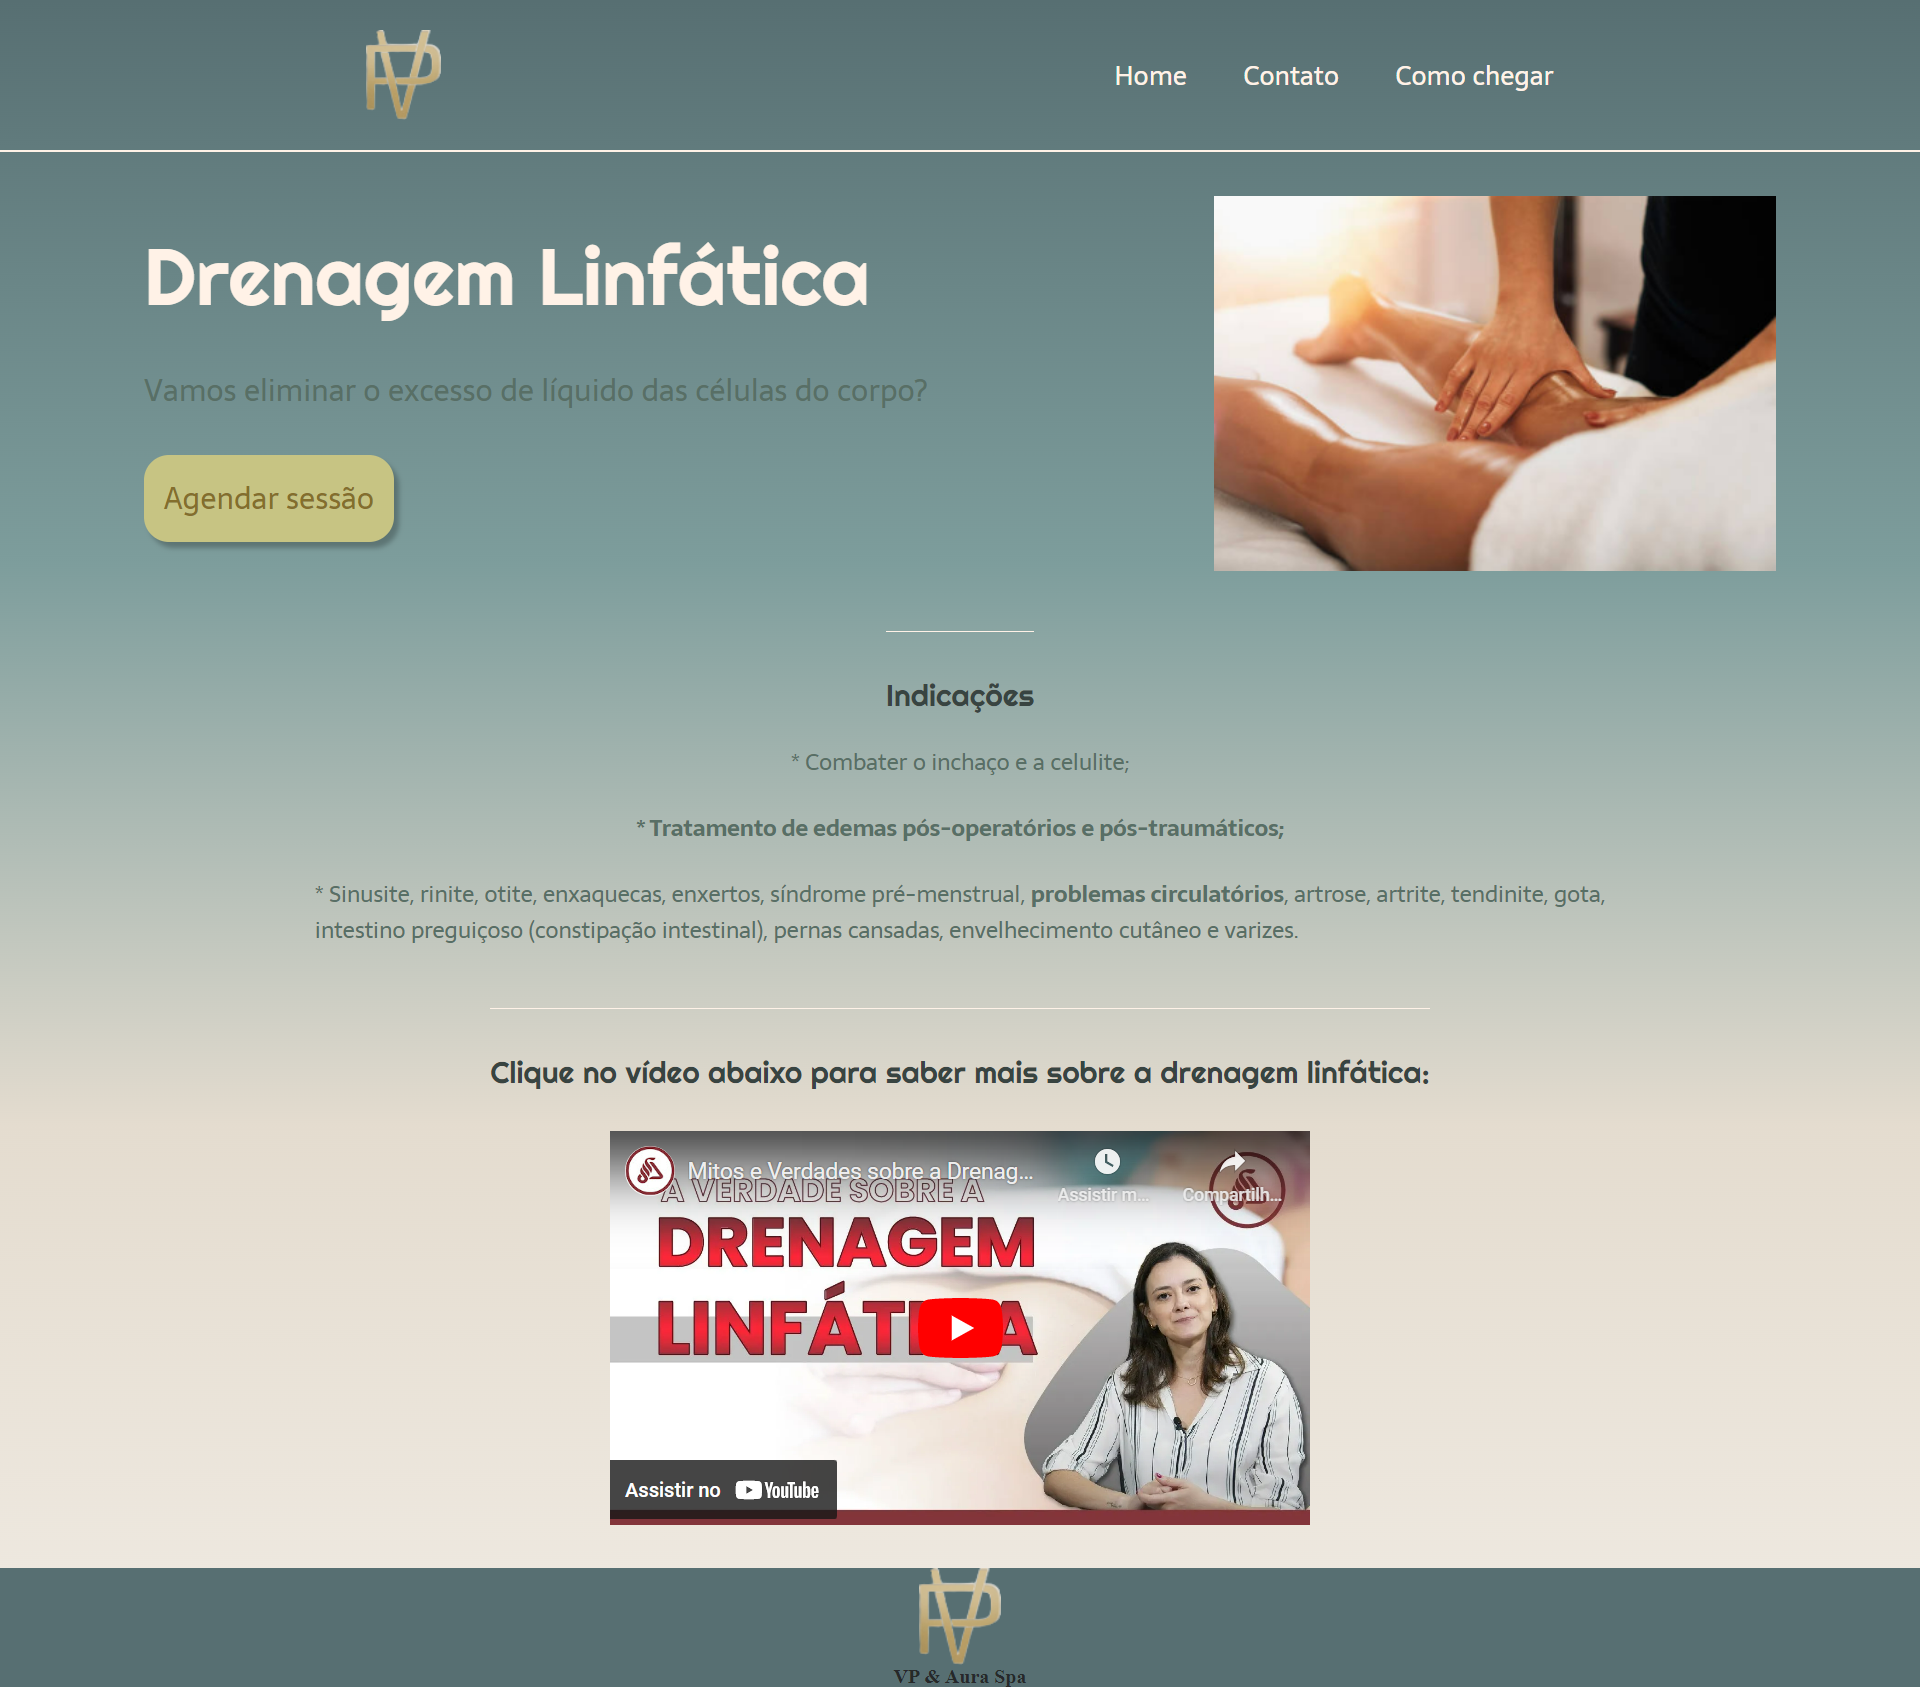 Home Contato Como chegar
Drenagem Linfática
Vamos eliminar o excesso de líquido das células do corpo?
Agendar sessão
Indicações
* Combater o inchaço e a celulite;
* Tratamento de edemas pós-operatórios e pós-traumáticos;
* Sinusite, rinite, otite, enxaquecas, enxertos, síndrome pré-menstrual, problemas circulatórios, artrose, artrite, tendinite, gota,
intestino preguiçoso (constipação intestinal), pernas cansadas, envelhecimento cutâneo e varizes.
Clique no vídeo abaixo para saber mais sobre a drenagem linfática:
Mitos e Verdades sobre a Drenag...
Assistir m... Compartilh...
A VERDADE SOBRE A
DRENAGEM
LINFÁTICA
Assistir no YouTube
VP & Aura Spa